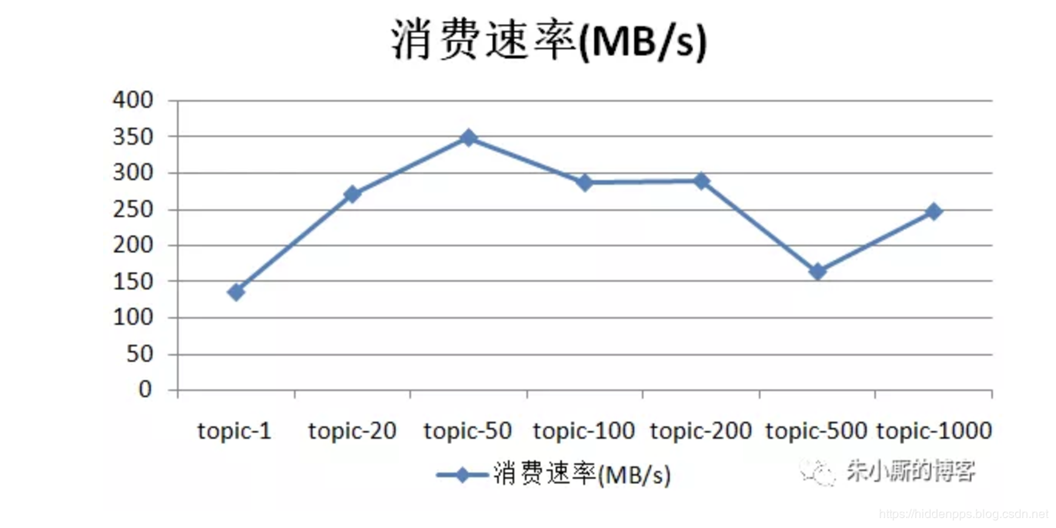 消费速率(MB/s)
400
350
300
250
200
150
100
50
0
topic-1 topic-20 topic-50 topic-100 topic-200 topic-500 topic-1000
消费速率(MB/s)
朱小厮的博客
https://hiddenpps.blog.csdn.net